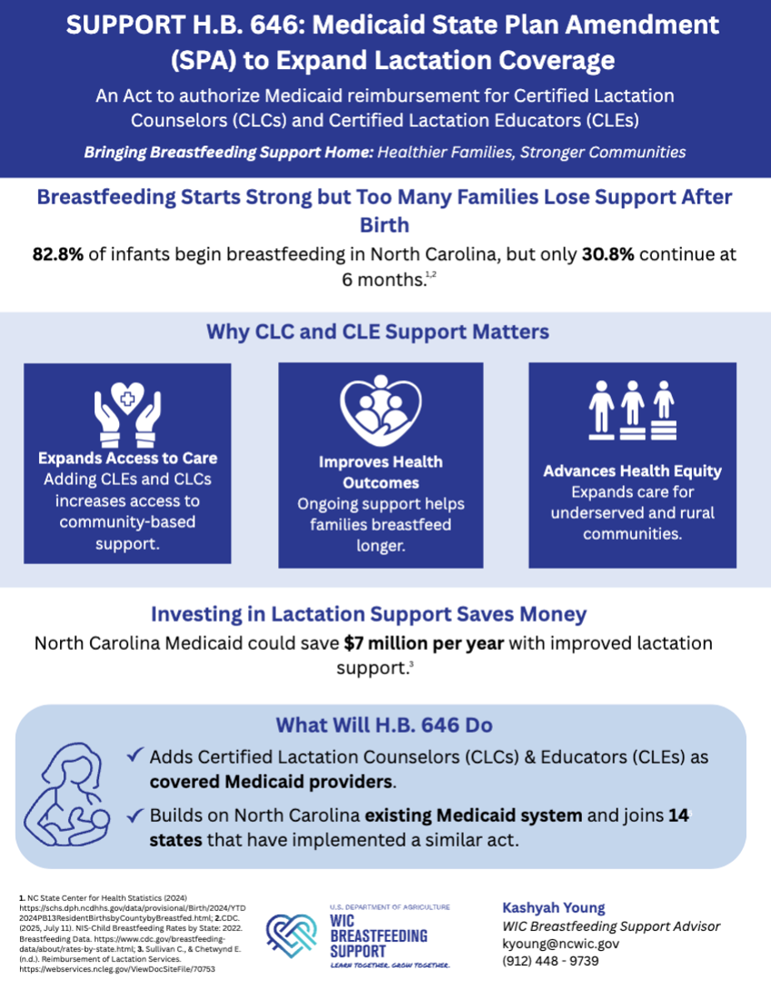 SUPPORT H.B. 646: Medicaid State Plan Amendment
(SPA) to Expand Lactation Coverage
An Act to authorize Medicaid reimbursement for Certified Lactation
Counselors (CLCs) and Certified Lactation Educators (CLEs)
Bringing Breastfeeding Support Home: Healthier Families, Stronger Communities
Breastfeeding Starts Strong but Too Many Families Lose Support After
Birth
82.8% of infants begin breastfeeding in North Carolina, but only 30.8% continue at
6 months.1,2
Why CLC and CLE Support Matters
Expands Access to Care
Adding CLEs and CLCs
increases access to
community-based
support.
Improves Health
Outcomes
Ongoing support helps
families breastfeed
longer.
Advances Health Equity
Expands care for
underserved and rural
communities.
Investing in Lactation Support Saves Money
North Carolina Medicaid could save $7 million per year with improved lactation
support.3
What Will H.B. 646 Do
Adds Certified Lactation Counselors (CLCs) & Educators (CLEs) as
covered Medicaid providers.
Builds on North Carolina existing Medicaid system and joins 14
states that have implemented a similar act.
1. NC State Center for Health Statistics (2024)
https://schs.dph.ncdhhs.gov/data/provisional/Birth/2024/YTD
2024PB13ResidentBirthsbyCountybyBreastfed.html; 2.CDC.
(2025, July 11). NIS-Child Breastfeeding Rates by State: 2022.
Breastfeeding Data. https://www.cdc.gov/breastfeeding-
data/about/rates-by-state.html; 3. Sullivan C., & Chetwynd E.
(n.d.). Reimbursement of Lactation Services.
https://webservices.ncleg.gov/ViewDocSiteFile/70753
U.S. DEPARTMENT OF AGRICULTURE
WIC
BREASTFEEDING
SUPPORT
LEARN TOGETHER. GROW TOGETHER.
Kashyah Young
WIC Breastfeeding Support Advisor
kyoung@ncwic.gov
(912) 448 - 9739